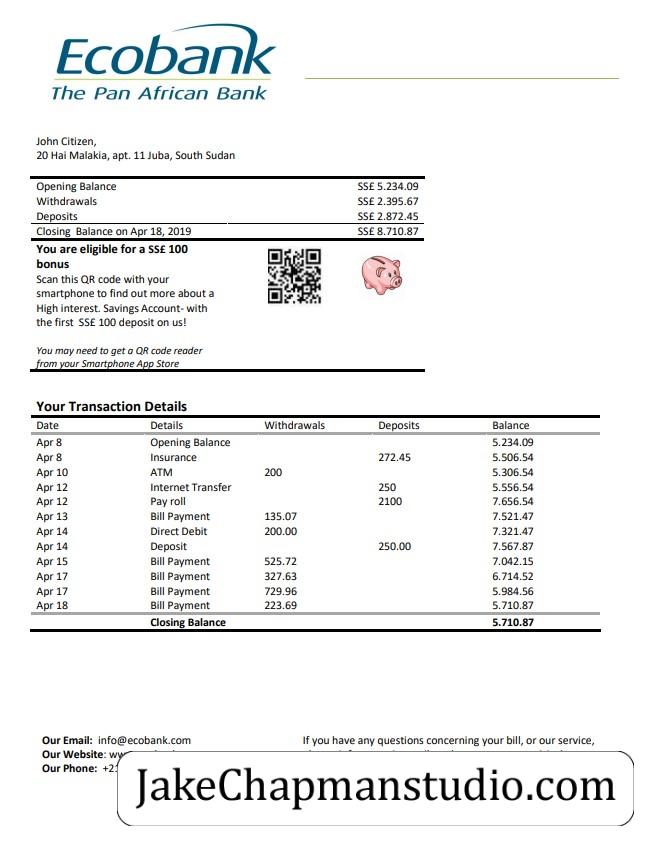 Ecobank
The Pan African Bank
John Citizen,
20 Hai Malakia, apt. 11 Juba, South Sudan
Opening Balance SS£ 5.234.09
Withdrawals SS£ 2.395.67
Deposits SS£ 2.872.45
Closing Balance on Apr 18, 2019 SS£ 8.710.87
You are eligible for a SS£ 100
bonus
Scan this QR code with your
smartphone to find out more about a
High interest. Savings Account- with
the first SS£ 100 deposit on us!
You may need to get a QR code reader
from your Smartphone App Store
Your Transaction Details
Date Details Withdrawals Deposits Balance
Apr 8 Opening Balance 5.234.09
Apr 8 Insurance 272.45 5.506.54
Apr 10 ATM 200 5.306.54
Apr 12 Internet Transfer 250 5.556.54
Apr 12 Pay roll 2100 7.656.54
Apr 13 Bill Payment 135.07 7.521.47
Apr 14 Direct Debit 200.00 7.321.47
Apr 14 Deposit 250.00 7.567.87
Apr 15 Bill Payment 525.72 7.042.15
Apr 17 Bill Payment 327.63 6.714.52
Apr 17 Bill Payment 729.96 5.984.56
Apr 18 Bill Payment 223.69 5.710.87
Closing Balance 5.710.87
Our Email: info@ecobank.com If you have any questions concerning your bill, or our service,
Our Website:
Our Phone:
JakeChapmanstudio.com